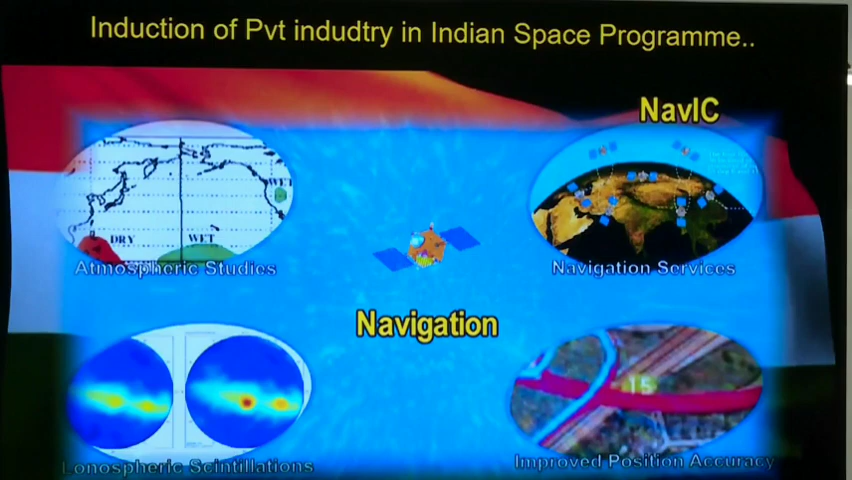 Induction of Pvt indudtry in Indian Space Programme..
NavIC
WET
DRY
WET
Atmospheric Studies
Navigation Services
Navigation
15
Lonospheric Scintillations
Improved Position Accuracy